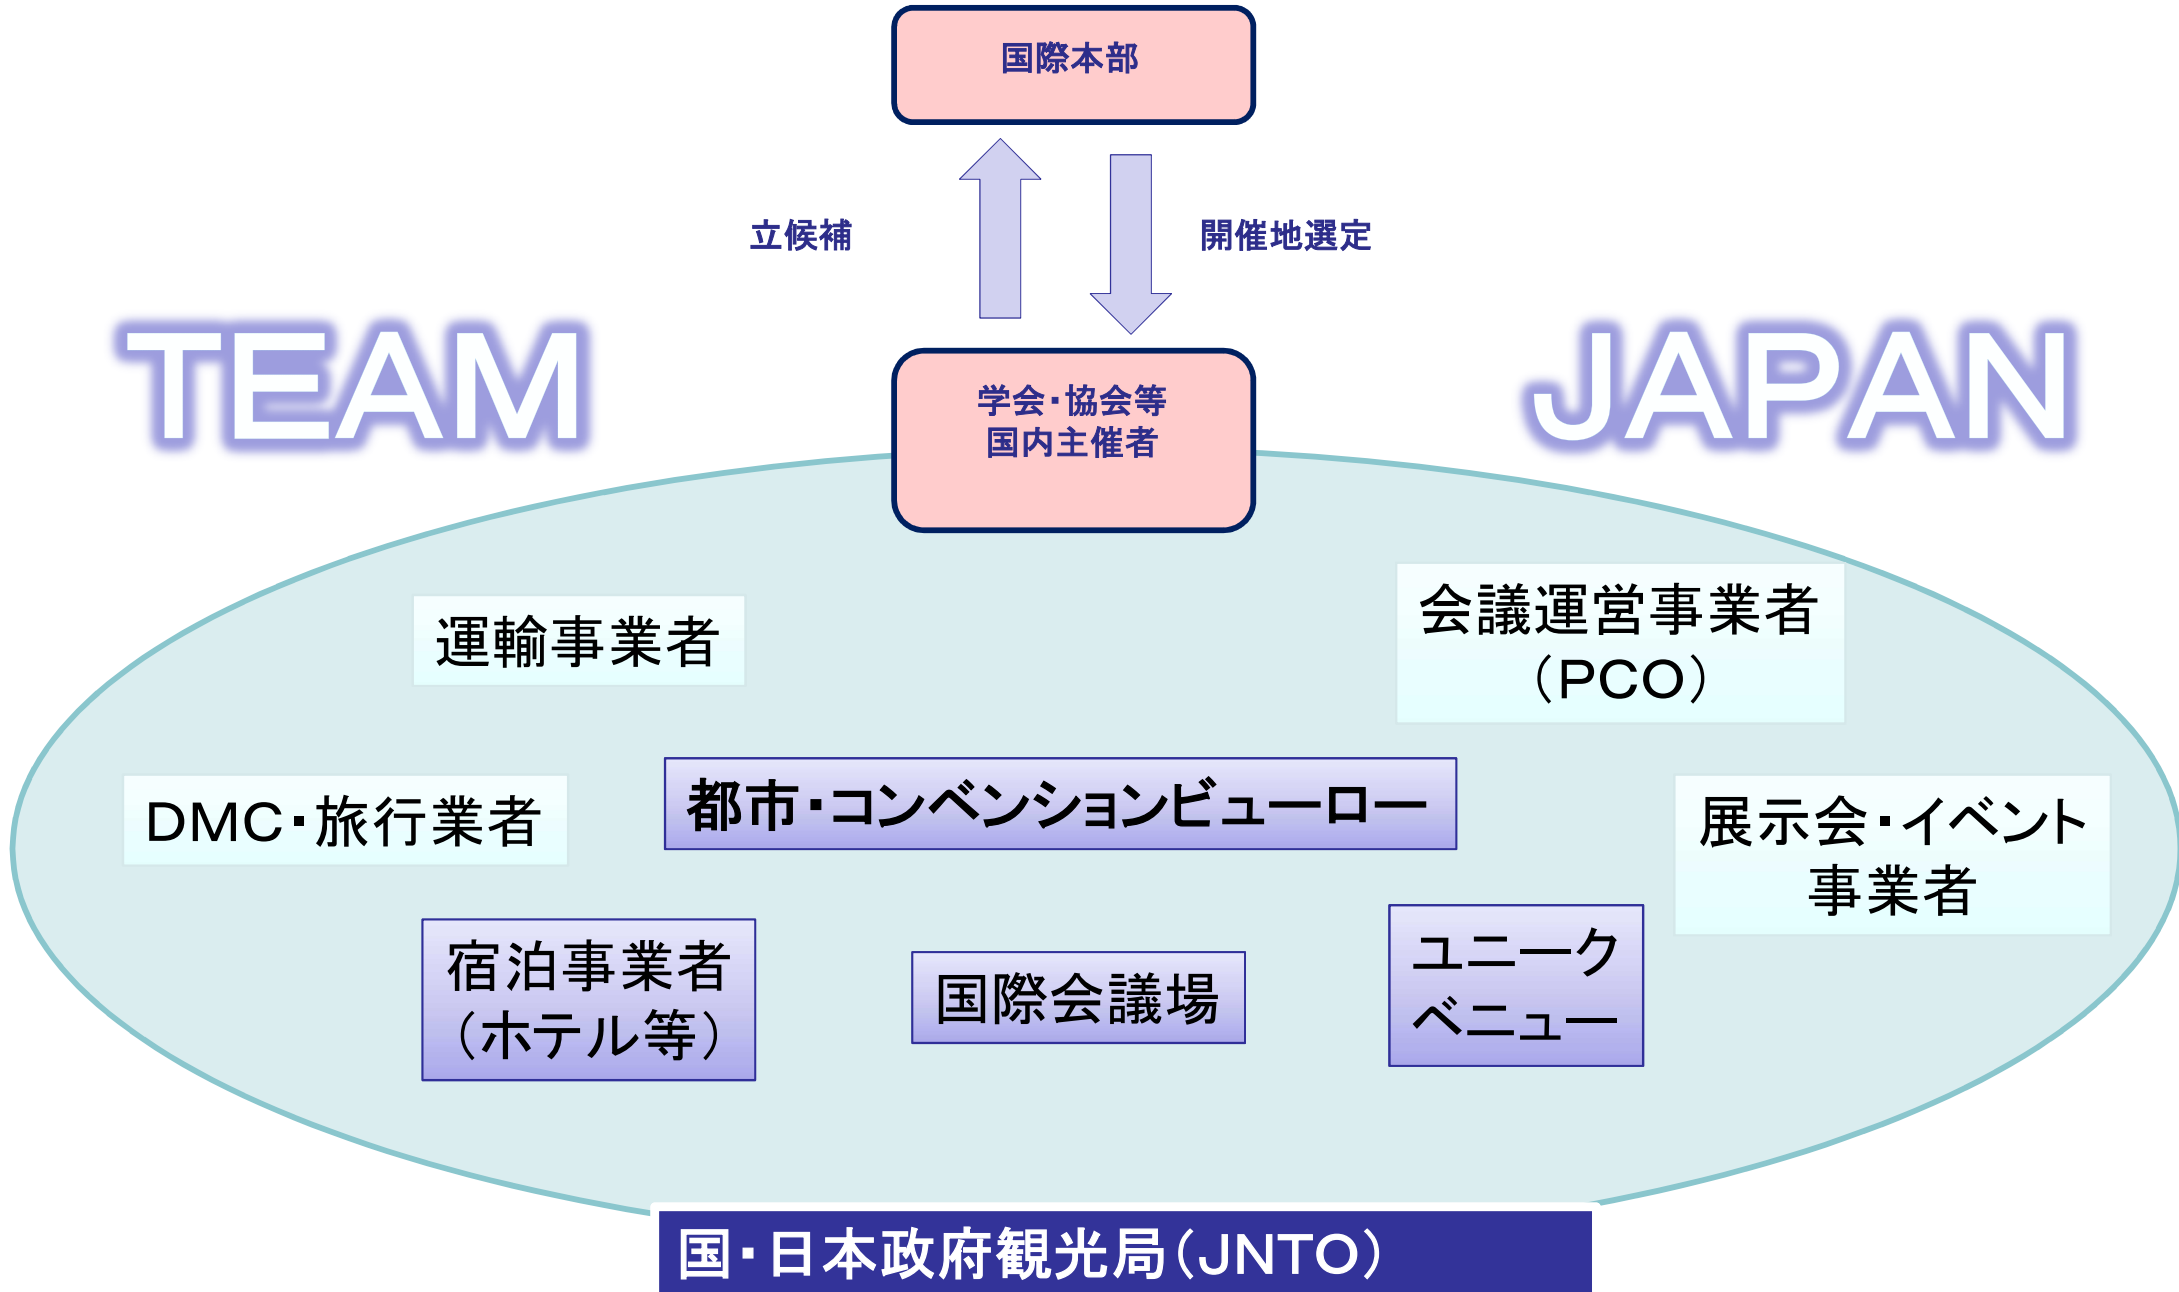 国際本部
立候補
開催地選定
TEAM
JAPAN
学会・協会等
国内主催者
運輸事業者
会議運営事業者
(PCO)
DMC・旅行業者
都市・コンベンションビューロー
展示会・イベント
事業者
宿泊事業者
(ホテル等)
国際会議場
ユニーク
ベニュー
国・日本政府観光局(JNTO)